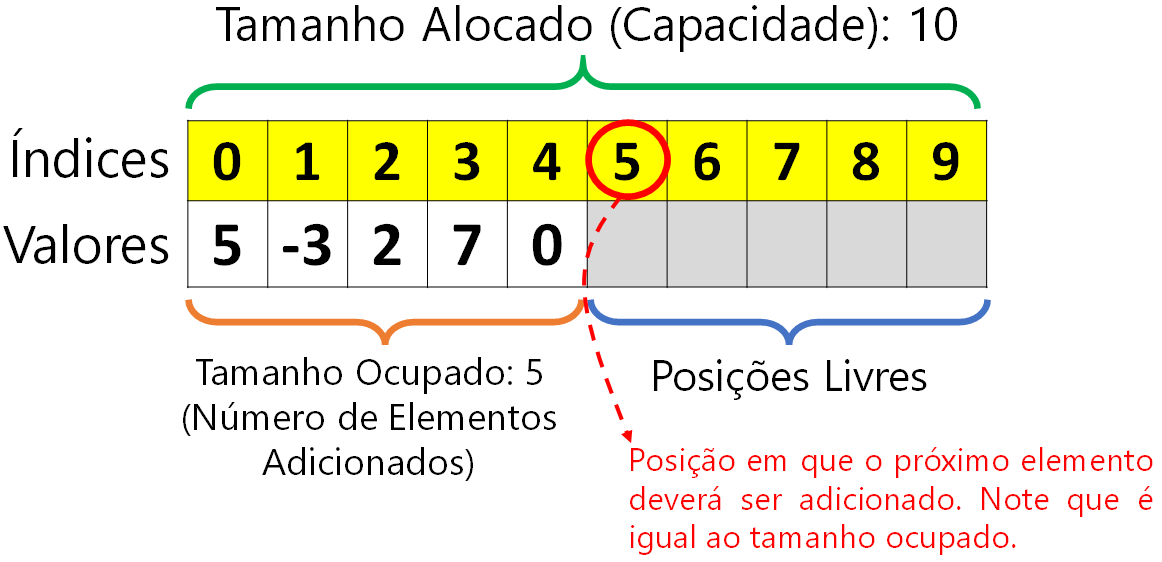 Tamanho Alocado (Capacidade): 10
Índices 0 1 2 3 4 5 6 7 8 9
Valores 5 -3 2 7 0
Tamanho Ocupado: 5
(Número de Elementos
Adicionados)
Posições Livres
Posição em que o próximo elemento
deverá ser adicionado. Note que é
igual ao tamanho ocupado.